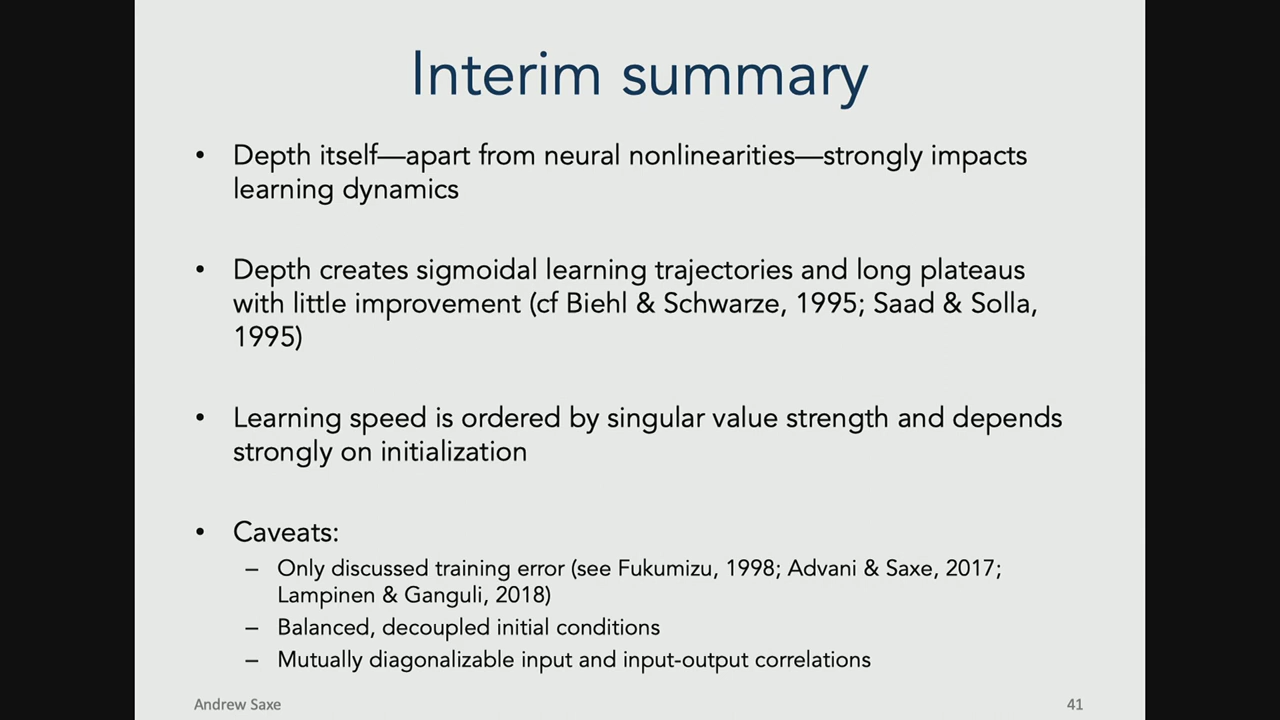 Interim summary
• Depth itself—apart from neural nonlinearities—strongly impacts
learning dynamics
• Depth creates sigmoidal learning trajectories and long plateaus
with little improvement (cf Biehl & Schwarze, 1995; Saad & Solla,
1995)
• Learning speed is ordered by singular value strength and depends
strongly on initialization
• Caveats:
– Only discussed training error (see Fukumizu, 1998; Advani & Saxe, 2017;
Lampinen & Ganguli, 2018)
– Balanced, decoupled initial conditions
– Mutually diagonalizable input and input-output correlations
Andrew Saxe
41